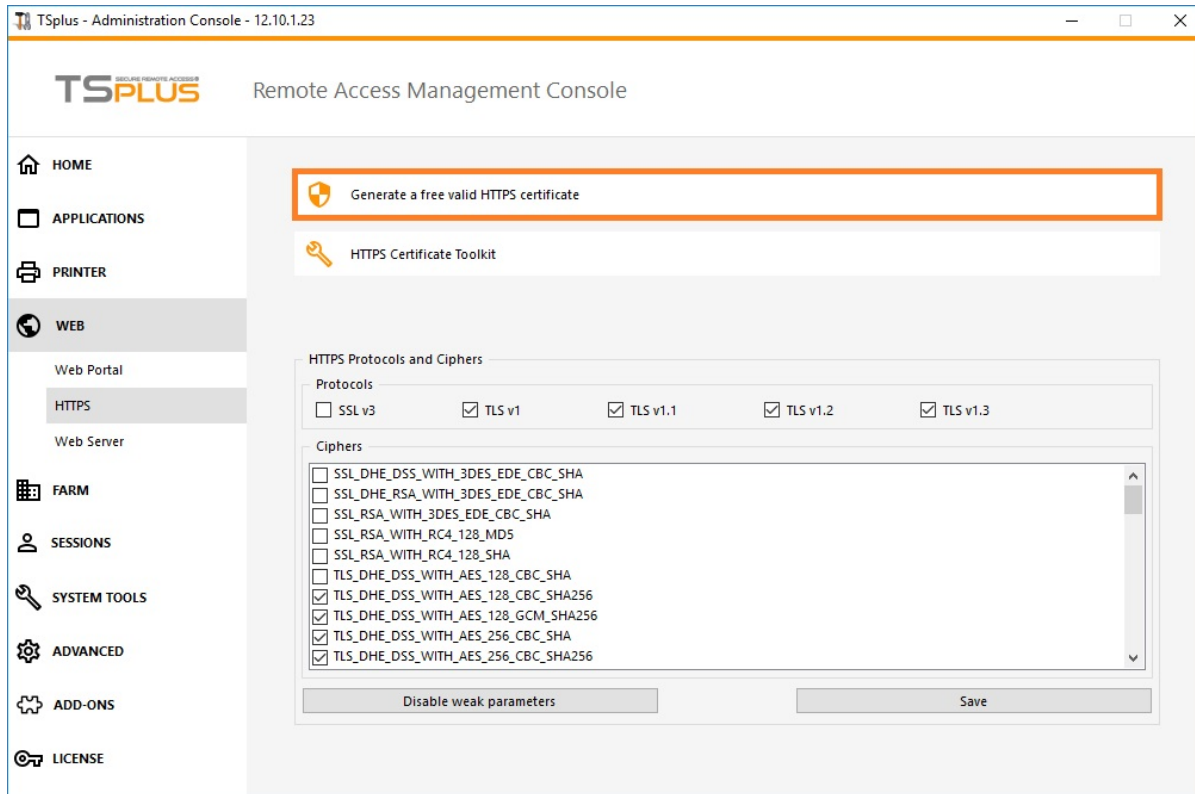 TSplus - Administration Console - 12.10.1.23
TSPLUS
SECURE REMOTE ACCESS®
Remote Access Management Console
HOME
APPLICATIONS
PRINTER
WEB
Web Portal
HTTPS
Web Server
FARM
SESSIONS
SYSTEM TOOLS
ADVANCED
ADD-ONS
LICENSE
Generate a free valid HTTPS certificate
HTTPS Certificate Toolkit
HTTPS Protocols and Ciphers
Protocols
SSL v3 TLS v1 TLS v1.1 TLS v1.2 TLS v1.3
Ciphers
SSL_DHE_DSS_WITH_3DES_EDE_CBC_SHA
SSL_DHE_RSA_WITH_3DES_EDE_CBC_SHA
SSL_RSA_WITH_3DES_EDE_CBC_SHA
SSL_RSA_WITH_RC4_128_MD5
SSL_RSA_WITH_RC4_128_SHA
TLS_DHE_DSS_WITH_AES_128_CBC_SHA
TLS_DHE_DSS_WITH_AES_128_CBC_SHA256
TLS_DHE_DSS_WITH_AES_128_GCM_SHA256
TLS_DHE_DSS_WITH_AES_256_CBC_SHA
TLS_DHE_DSS_WITH_AES_256_CBC_SHA256
Disable weak parameters Save